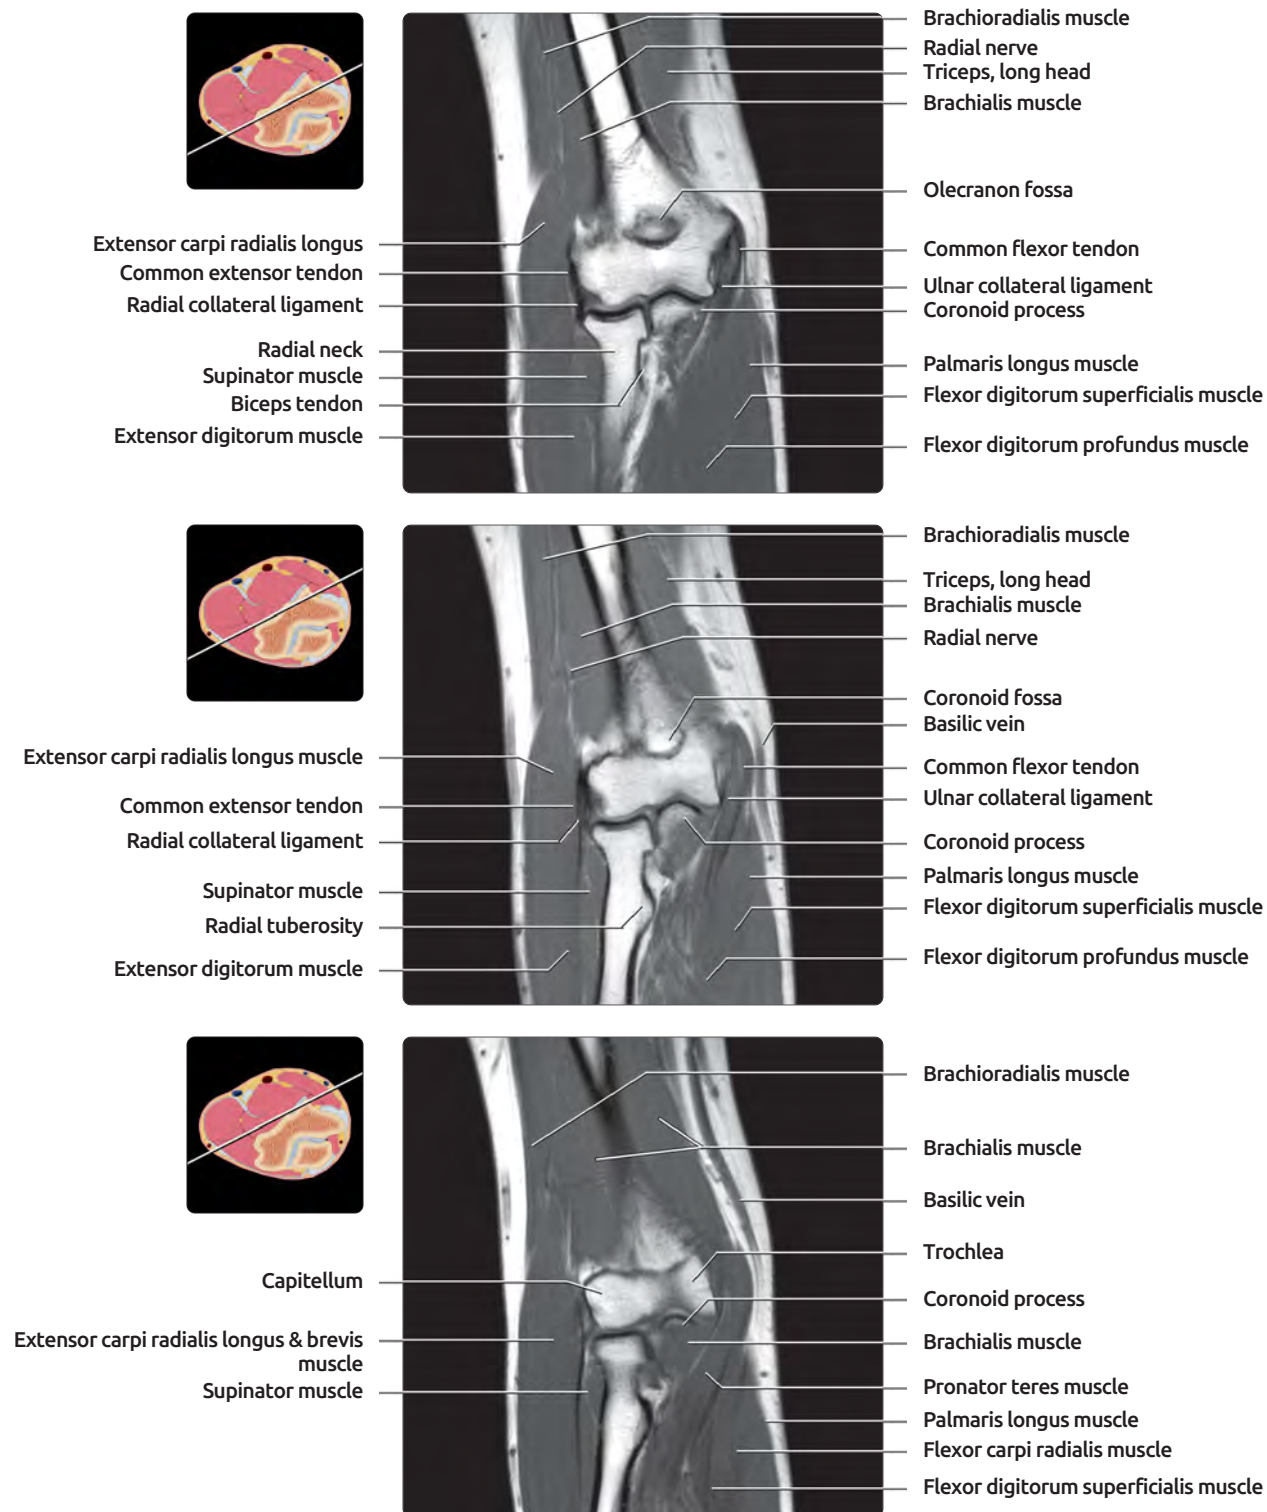 Brachioradialis muscle
Radial nerve
Triceps, long head
Brachialis muscle
Olecranon fossa
Extensor carpi radialis longus
Common flexor tendon
Common extensor tendon
Ulnar collateral ligament
Radial collateral ligament
Coronoid process
Radial neck
Palmaris longus muscle
Supinator muscle
Flexor digitorum superficialis muscle
Biceps tendon
Extensor digitorum muscle
Flexor digitorum profundus muscle
Brachioradialis muscle
Triceps, long head
Brachialis muscle
Radial nerve
Coronoid fossa
Basilic vein
Extensor carpi radialis longus muscle
Common flexor tendon
Ulnar collateral ligament
Common extensor tendon
Radial collateral ligament
Coronoid process
Palmaris longus muscle
Supinator muscle
Flexor digitorum superficialis muscle
Radial tuberosity
Flexor digitorum profundus muscle
Extensor digitorum muscle
Brachioradialis muscle
Brachialis muscle
Basilic vein
Trochlea
Capitellum
Coronoid process
Extensor carpi radialis longus & brevis
muscle
Brachialis muscle
Supinator muscle
Pronator teres muscle
Palmaris longus muscle
Flexor carpi radialis muscle
Flexor digitorum superficialis muscle